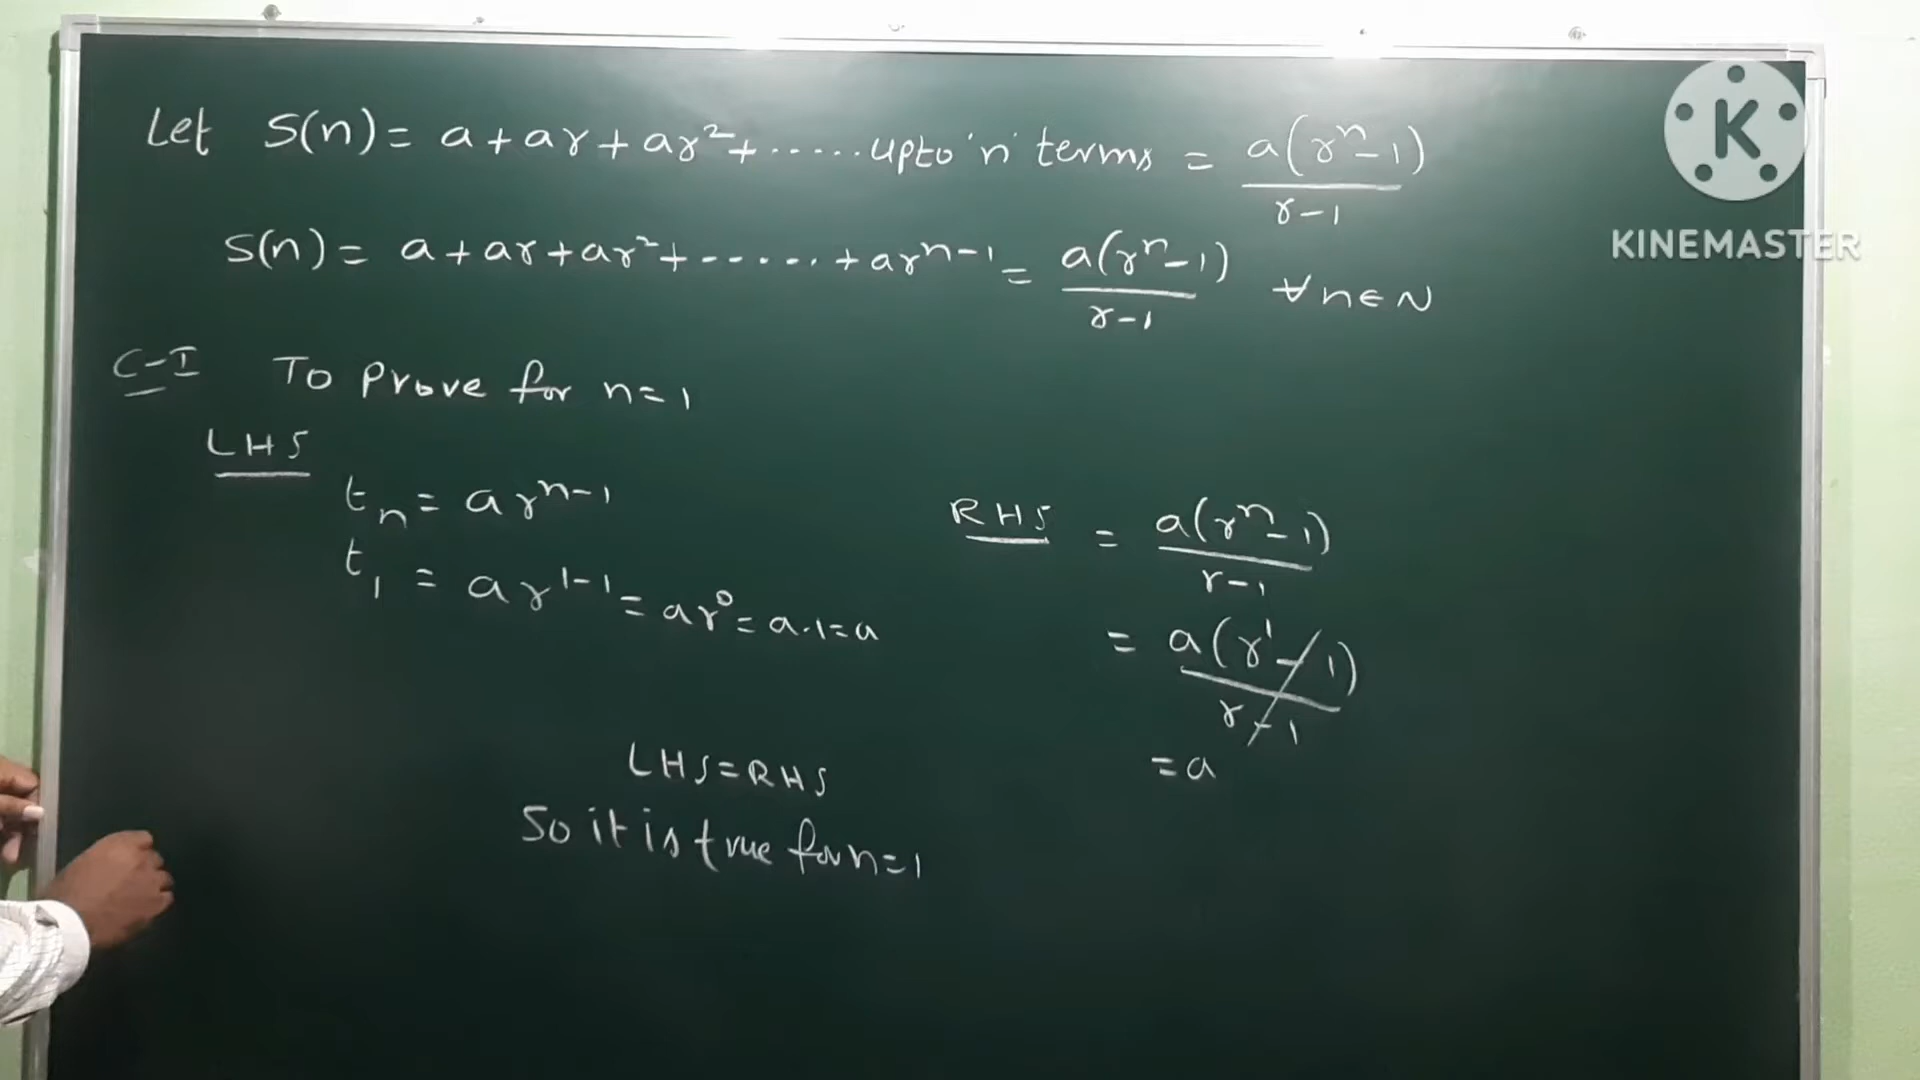 Let S(n) = a + ar + ar² + ..... upto 'n' terms = a(rⁿ-1)/r-1
S(n) = a + ar + ar² + ...... + arⁿ⁻¹ = a(rⁿ-1)/r-1 ∀ n ∈ N
C-I To prove for n=1
LHS
tₙ = arⁿ⁻¹
t₁ = ar¹⁻¹ = ar⁰ = a.1 = a
RHS = a(rⁿ-1)/r-1
= a(r¹-1)/r-1
= a
LHS = RHS
So it is true for n=1
K
KINEMASTER